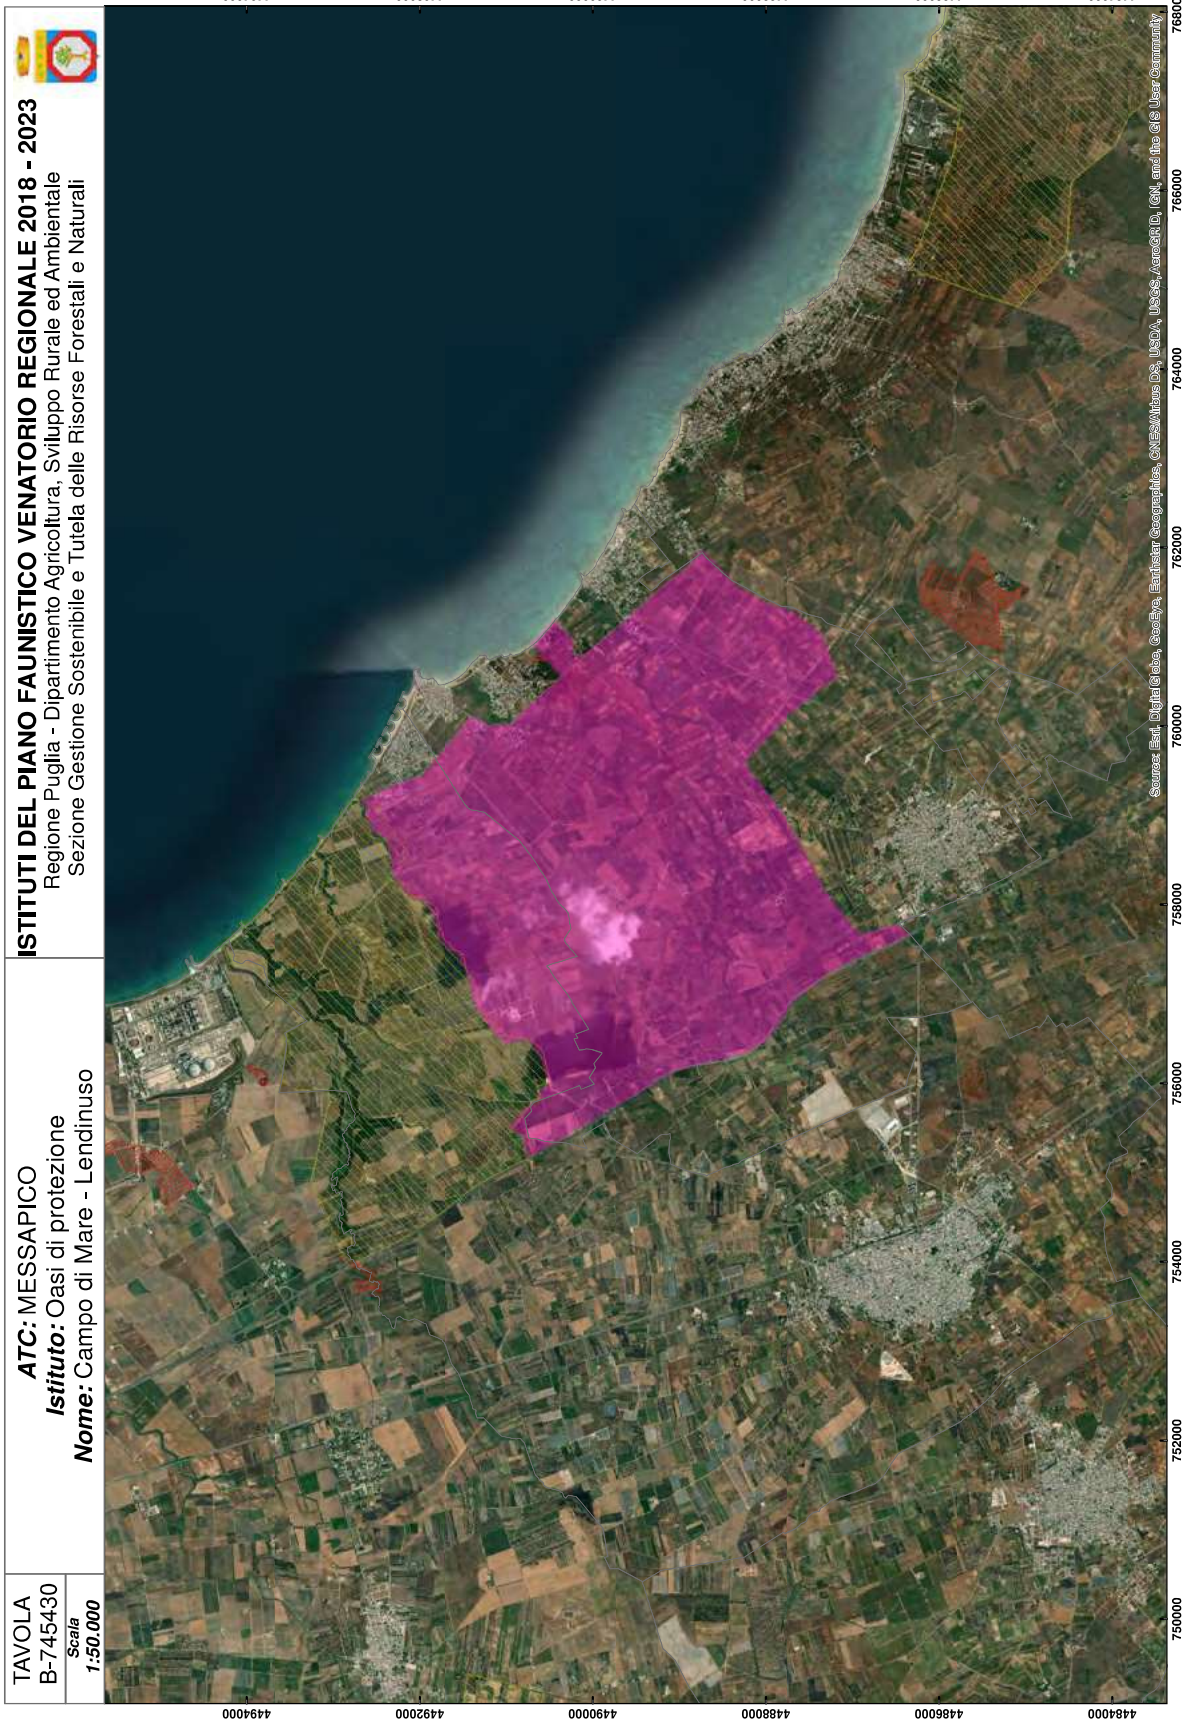 TAVOLA
B-745430
Scala
1:50.000
ATC: MESSAPICO
Istituto: Oasi di protezione
Nome: Campo di Mare - Lendinuso
ISTITUTI DEL PIANO FAUNISTICO VENATORIO REGIONALE 2018 - 2023
Regione Puglia - Dipartimento Agricoltura, Sviluppo Rurale ed Ambientale
Sezione Gestione Sostenibile e Tutela delle Risorse Forestali e Naturali
4494000
4492000
4490000
4488000
4486000
4484000
750000
752000
754000
756000
758000
760000
762000
764000
766000
Source: Esri, DigitalGlobe, GeoEye, Earthstar Geographics, CNES/Airbus DS, USDA, USGS, AeroGRID, IGN, and the GIS User Community